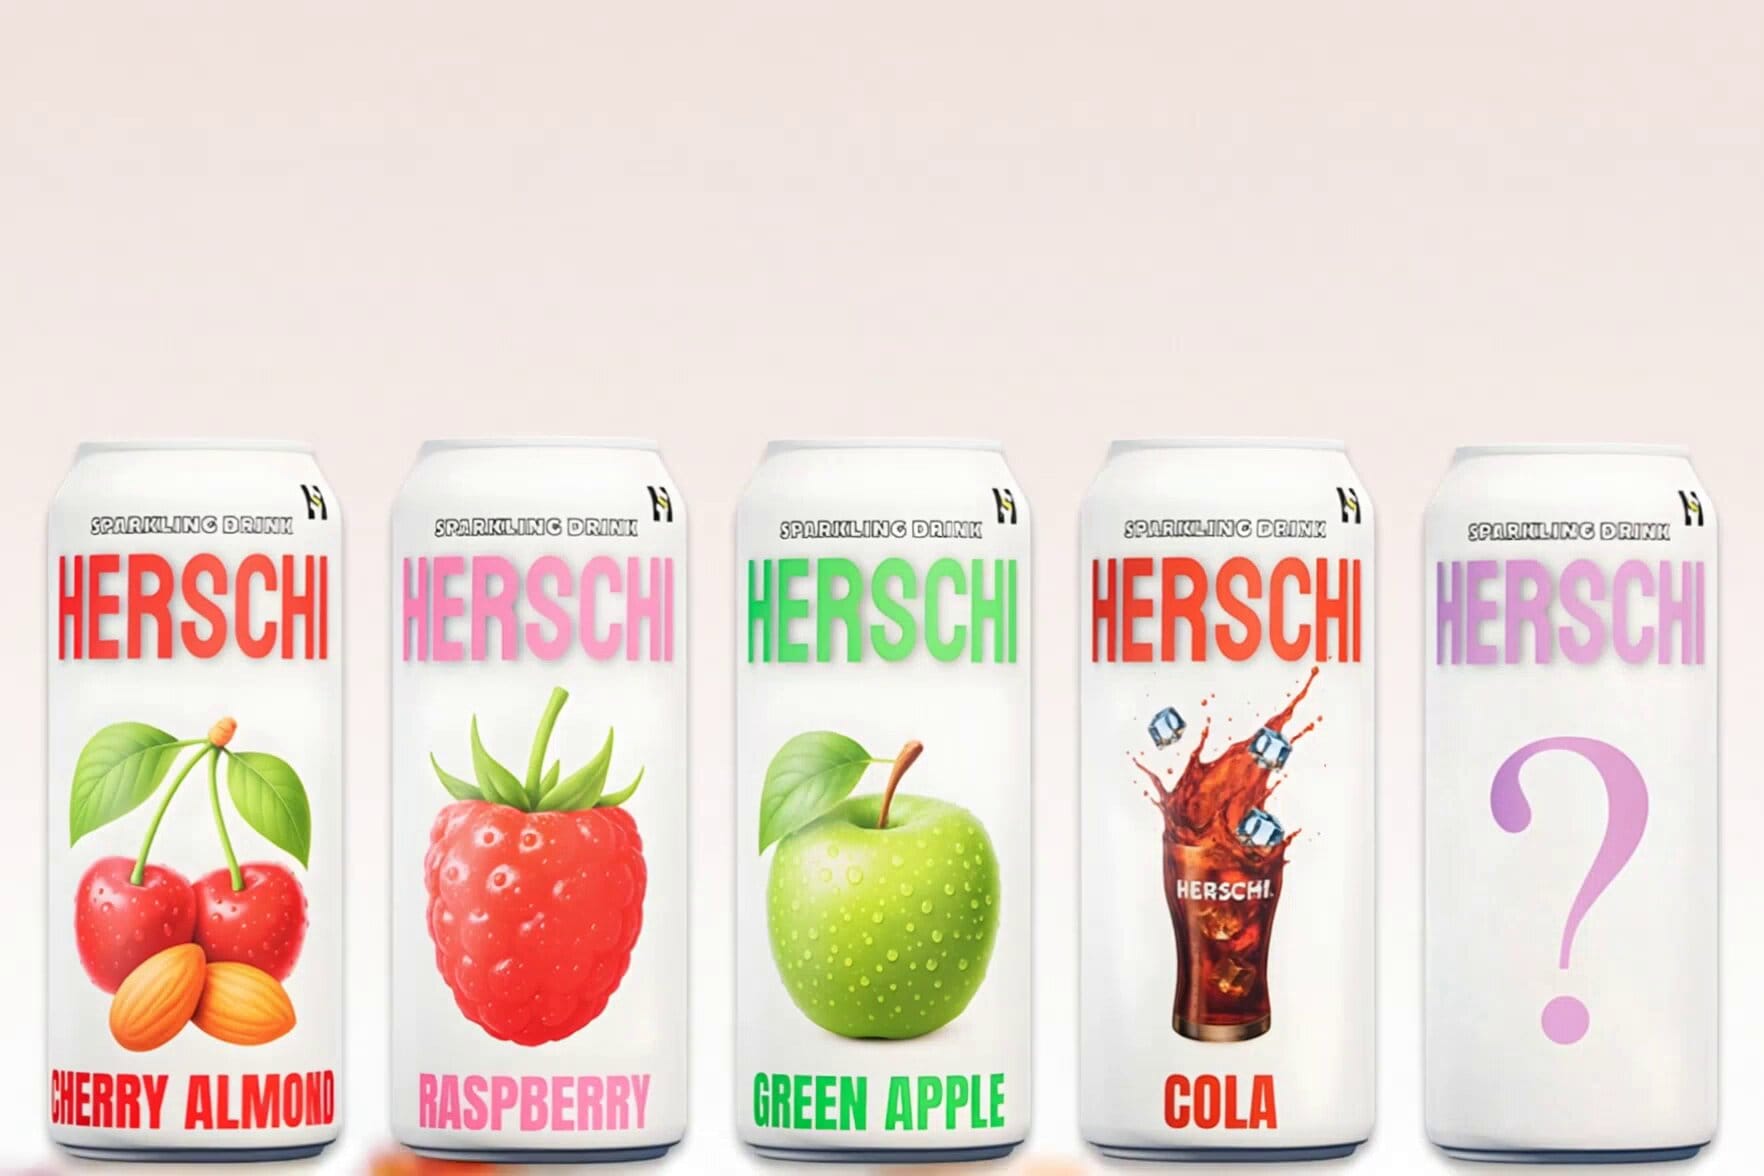 SPARKLING DRINK
HERSCHI
CHERRY ALMOND
SPARKLING DRINK
HERSCHI
RASPBERRY
SPARKLING DRINK
HERSCHI
GREEN APPLE
SPARKLING DRINK
HERSCHI
HERSCHI
COLA
SPARKLING DRINK
HERSCHI
?